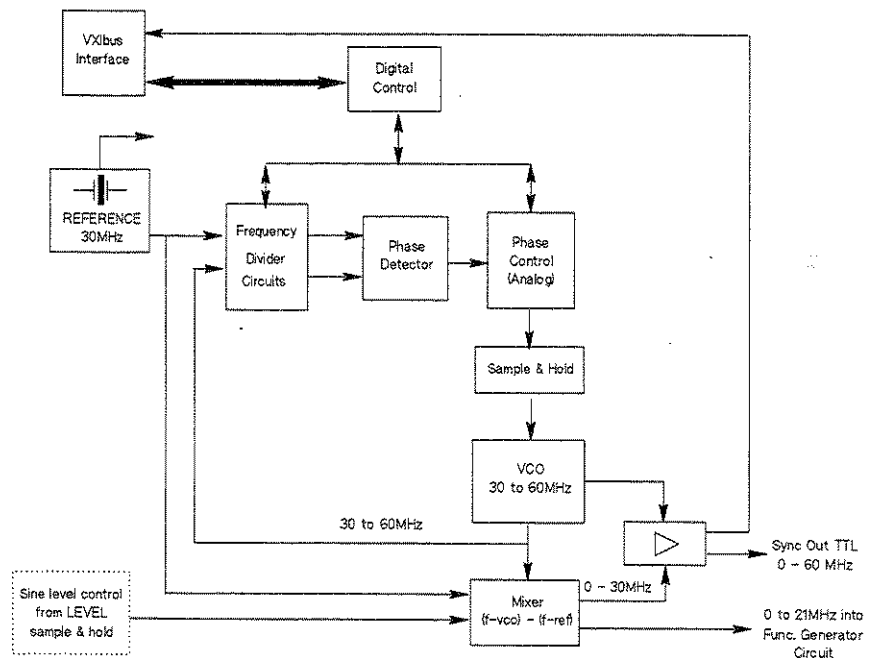 VXIbus
Interface
Digital
Control
REFERENCE
30MHz
Frequency
Divider
Circuits
Phase
Detector
Phase
Control
(Analog)
Sample & Hold
VCO
30 to 60MHz
30 to 60MHz
Sync Out TTL
0 - 60 MHz
Sine level control
from LEVEL
sample & hold
Mixer
(f-vco) - (f-ref)
0 - 30MHz
0 to 21MHz into
Func. Generator
Circuit